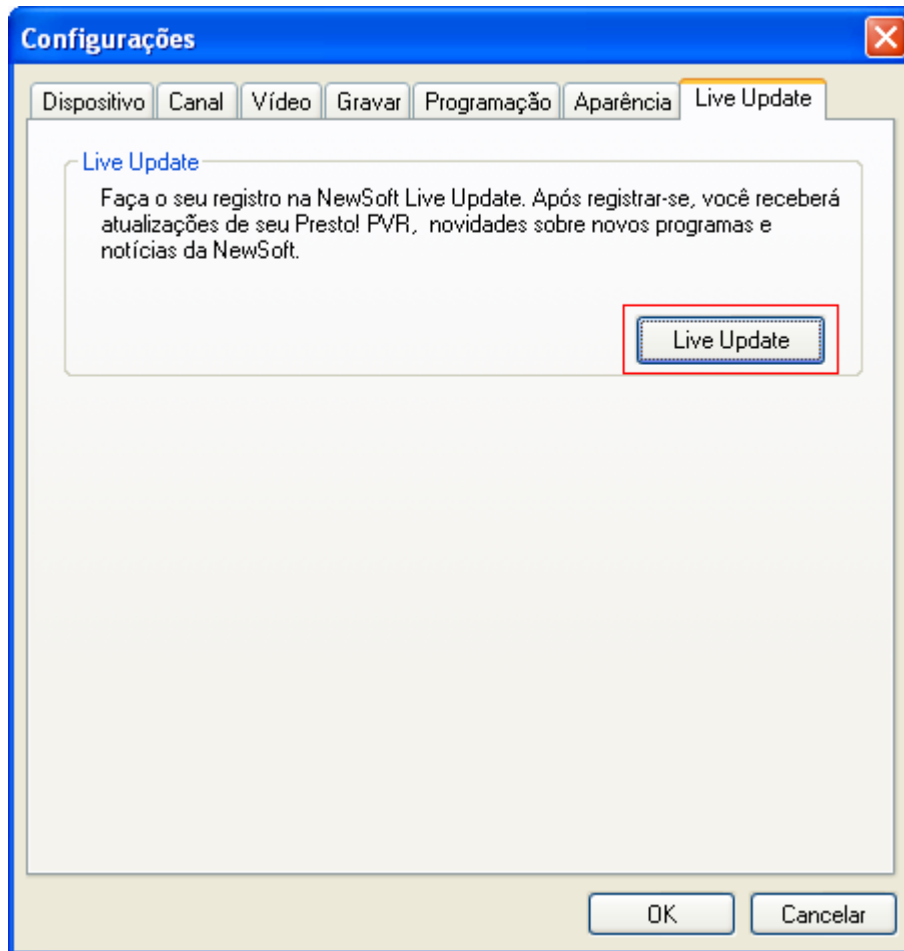 Configurações
Dispositivo Canal Vídeo Gravar Programação Aparência Live Update
Live Update
Faça o seu registro na NewSoft Live Update. Após registrar-se, você receberá
atualizações de seu Presto! PVR, novidades sobre novos programas e
notícias da NewSoft.
Live Update
OK Cancelar